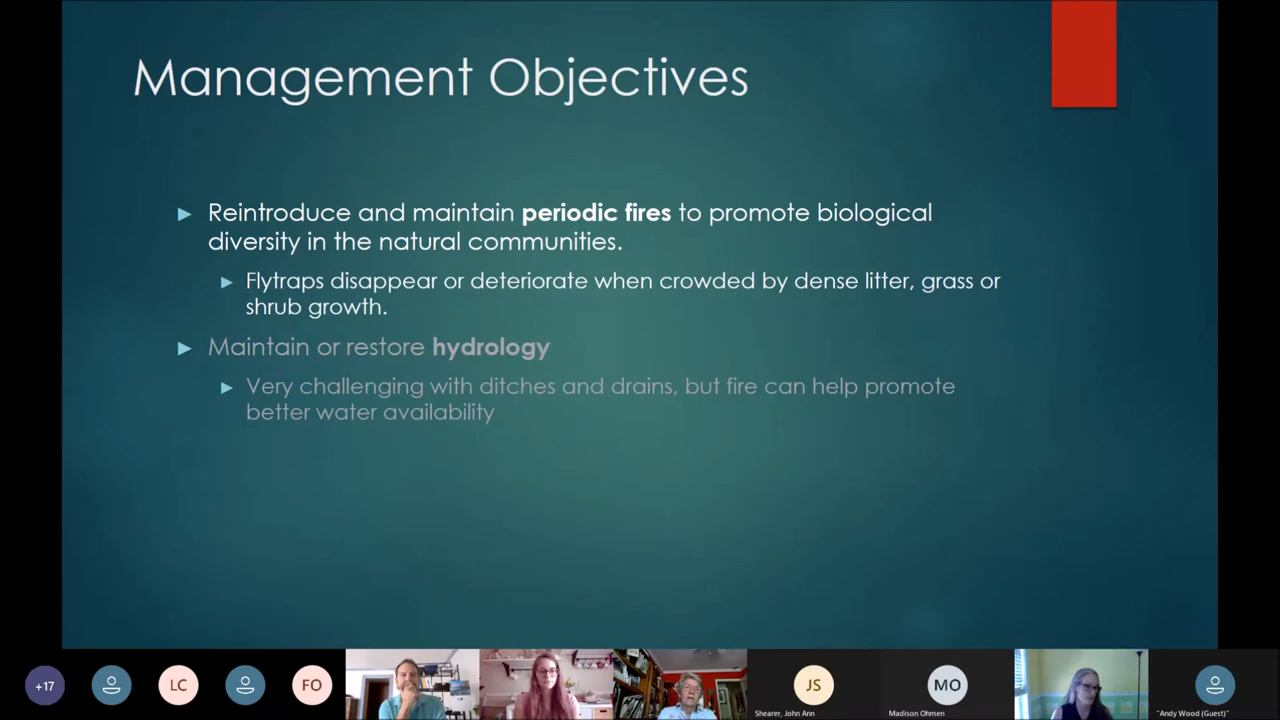 Management Objectives
Reintroduce and maintain periodic fires to promote biological
diversity in the natural communities.
Flytraps disappear or deteriorate when crowded by dense litter, grass or
shrub growth.
Maintain or restore hydrology
Very challenging with ditches and drains, but fire can help promote
better water availability
+17
LC
FO
JS
Shearer, John Ann
MO
Madison Ohmen
"Andy Wood (Guest)"